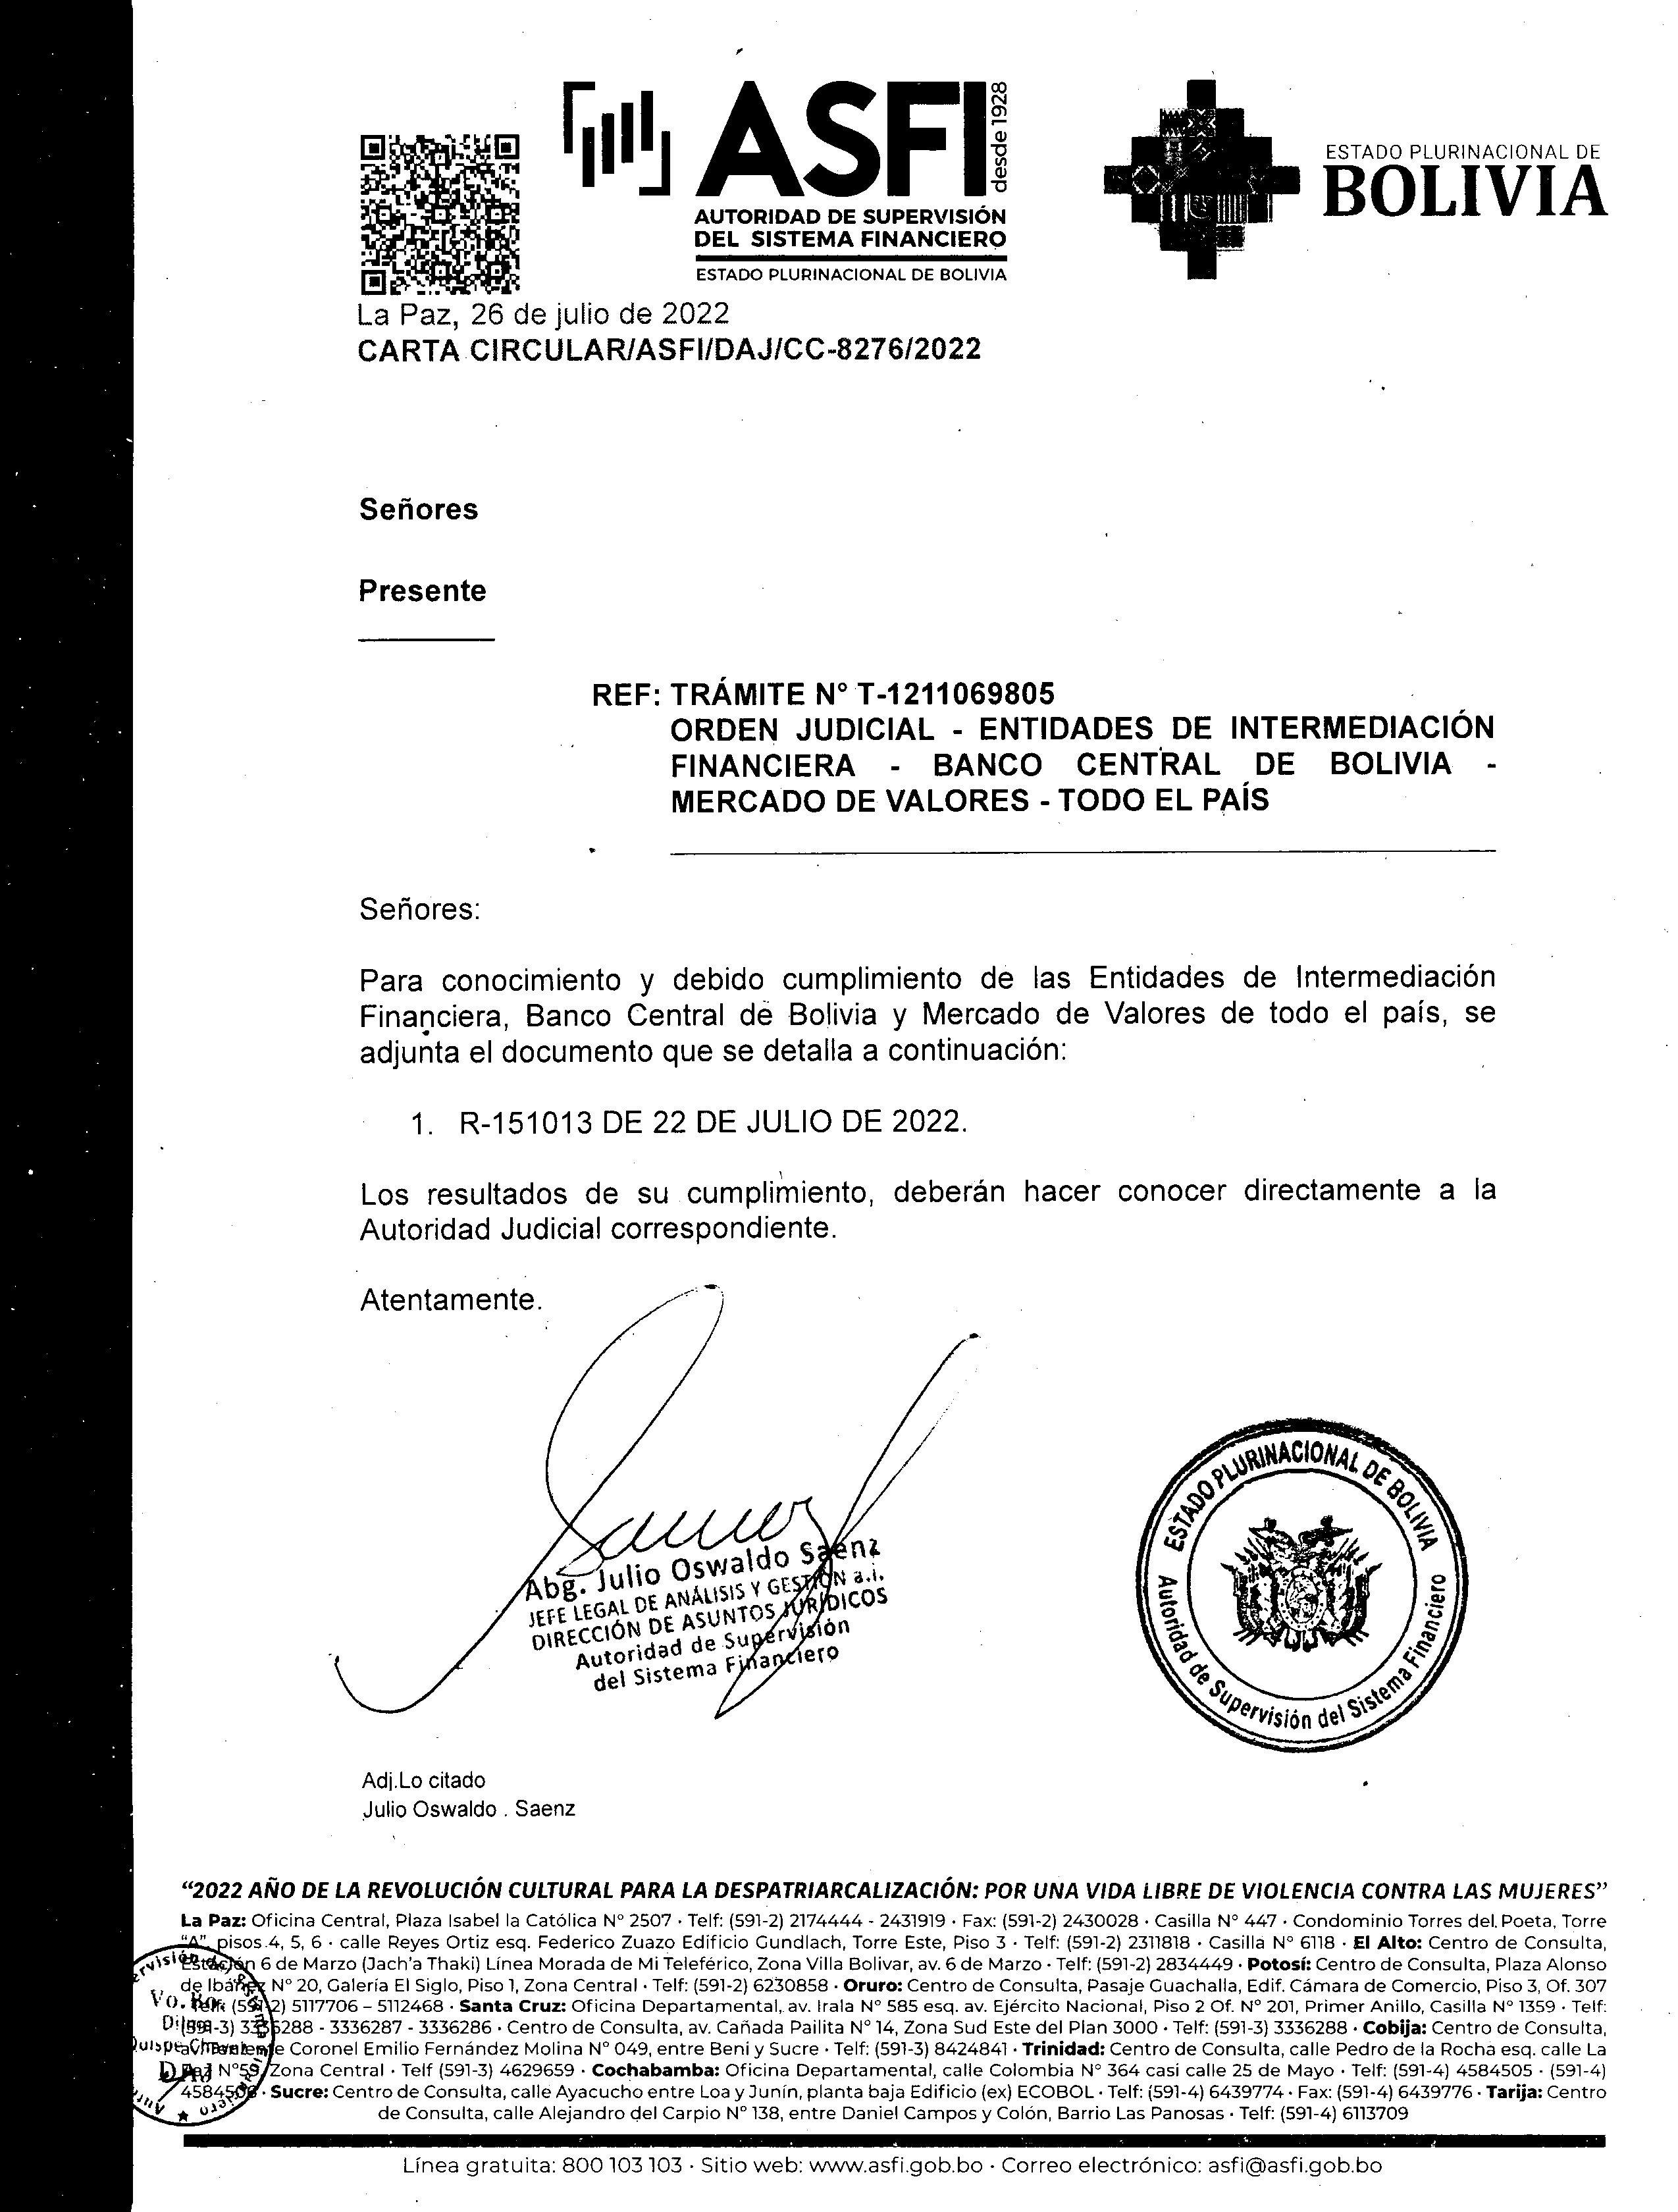 ASFI
desde 1928
AUTORIDAD DE SUPERVISIÓN
DEL SISTEMA FINANCIERO
ESTADO PLURINACIONAL DE BOLIVIA
ESTADO PLURINACIONAL DE
BOLIVIA
La Paz, 26 de julio de 2022
CARTA CIRCULAR/ASFI/DAJ/CC-8276/2022
Señores
Presente
REF: TRÁMITE N° T-1211069805
ORDEN JUDICIAL - ENTIDADES DE INTERMEDIACIÓN
FINANCIERA - BANCO CENTRAL DE BOLIVIA -
MERCADO DE VALORES - TODO EL PAÍS
Señores:
Para conocimiento y debido cumplimiento de las Entidades de Intermediación
Financiera, Banco Central de Bolivia y Mercado de Valores de todo el país, se
adjunta el documento que se detalla a continuación:
1. R-151013 DE 22 DE JULIO DE 2022.
Los resultados de su cumplimiento, deberán hacer conocer directamente a la
Autoridad Judicial correspondiente.
Atentamente.
Abg. Julio Oswaldo Saenz
JEFE LEGAL DE ANÁLISIS Y GESTIÓN a.i.
DIRECCIÓN DE ASUNTOS JURÍDICOS
Autoridad de Supervisión
del Sistema Financiero
ESTADO PLURINACIONAL DE BOLIVIA
Autoridad de Supervisión del Sistema Financiero
Adj.Lo citado
Julio Oswaldo . Saenz
“2022 AÑO DE LA REVOLUCIÓN CULTURAL PARA LA DESPATRIARCALIZACIÓN: POR UNA VIDA LIBRE DE VIOLENCIA CONTRA LAS MUJERES”
La Paz: Oficina Central, Plaza Isabel la Católica N° 2507 · Telf: (591-2) 2174444 - 2431919 · Fax: (591-2) 2430028 · Casilla N° 447 · Condominio Torres del Poeta, Torre
“A”, pisos 4, 5, 6 · calle Reyes Ortiz esq. Federico Zuazo Edificio Gundlach, Torre Este, Piso 3 · Telf: (591-2) 2311818 · Casilla N° 6118 · El Alto: Centro de Consulta,
Estación 6 de Marzo (Jach’a Thaki) Línea Morada de Mi Teleférico, Zona Villa Bolivar, av. 6 de Marzo · Telf: (591-2) 2834449 · Potosí: Centro de Consulta, Plaza Alonso
de Ibáñez N° 20, Galería El Siglo, Piso 1, Zona Central · Telf: (591-2) 6230858 · Oruro: Centro de Consulta, Pasaje Guachalla, Edif. Cámara de Comercio, Piso 3, Of. 307
Telf: (591-2) 5117706 – 5112468 · Santa Cruz: Oficina Departamental, av. Irala N° 585 esq. av. Ejército Nacional, Piso 2 Of. N° 201, Primer Anillo, Casilla N° 1359 · Telf:
(591-3) 3336288 - 3336287 - 3336286 · Centro de Consulta, av. Cañada Pailita N° 14, Zona Sud Este del Plan 3000 · Telf: (591-3) 3336288 · Cobija: Centro de Consulta,
Coronel Emilio Fernández Molina N° 049, entre Beni y Sucre · Telf: (591-3) 8424841 · Trinidad: Centro de Consulta, calle Pedro de la Rocha esq. calle La
Paz N°59 Zona Central · Telf (591-3) 4629659 · Cochabamba: Oficina Departamental, calle Colombia N° 364 casi calle 25 de Mayo · Telf: (591-4) 4584505 · (591-4)
· Sucre: Centro de Consulta, calle Ayacucho entre Loa y Junín, planta baja Edificio (ex) ECOBOL · Telf: (591-4) 6439774 · Fax: (591-4) 6439776 · Tarija: Centro
de Consulta, calle Alejandro del Carpio N° 138, entre Daniel Campos y Colón, Barrio Las Panosas · Telf: (591-4) 6113709
Vo. Bo.
DAJ
Línea gratuita: 800 103 103 · Sitio web: www.asfi.gob.bo · Correo electrónico: asfi@asfi.gob.bo